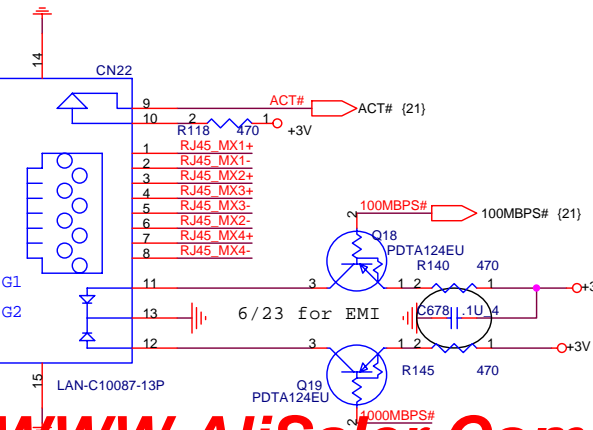 14
CN22
9 ACT# ACT# {21}
10 2 1
R118 470 +3V
1 RJ45_MX1+
2 RJ45_MX1-
3 RJ45_MX2+
4 RJ45_MX3+
5 RJ45_MX3-
6 RJ45_MX2-
7 RJ45_MX4+
8 RJ45_MX4-
2 100MBPS# 100MBPS# {21}
Q18
PDTA124EU
R140 470
G1 11 3 1 2 1
G2 13 6/23 for EMI C678 .1U_4
12 3 1 2 1 +3V
R145 470
15 LAN-C10087-13P
Q19
PDTA124EU
2 1000MBPS#